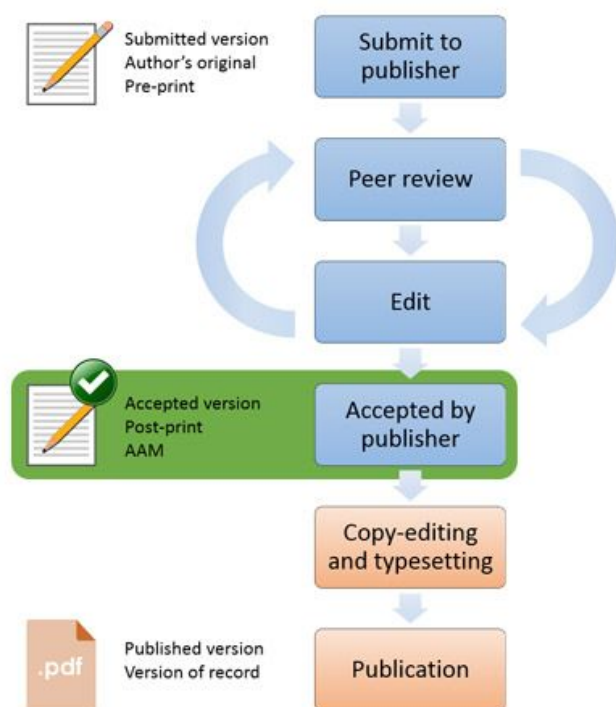 Submitted version
Author's original
Pre-print
Submit to
publisher
Peer review
Edit
Accepted version
Post-print
AAM
Accepted by
publisher
Copy-editing
and typesetting
.pdf
Published version
Version of record
Publication